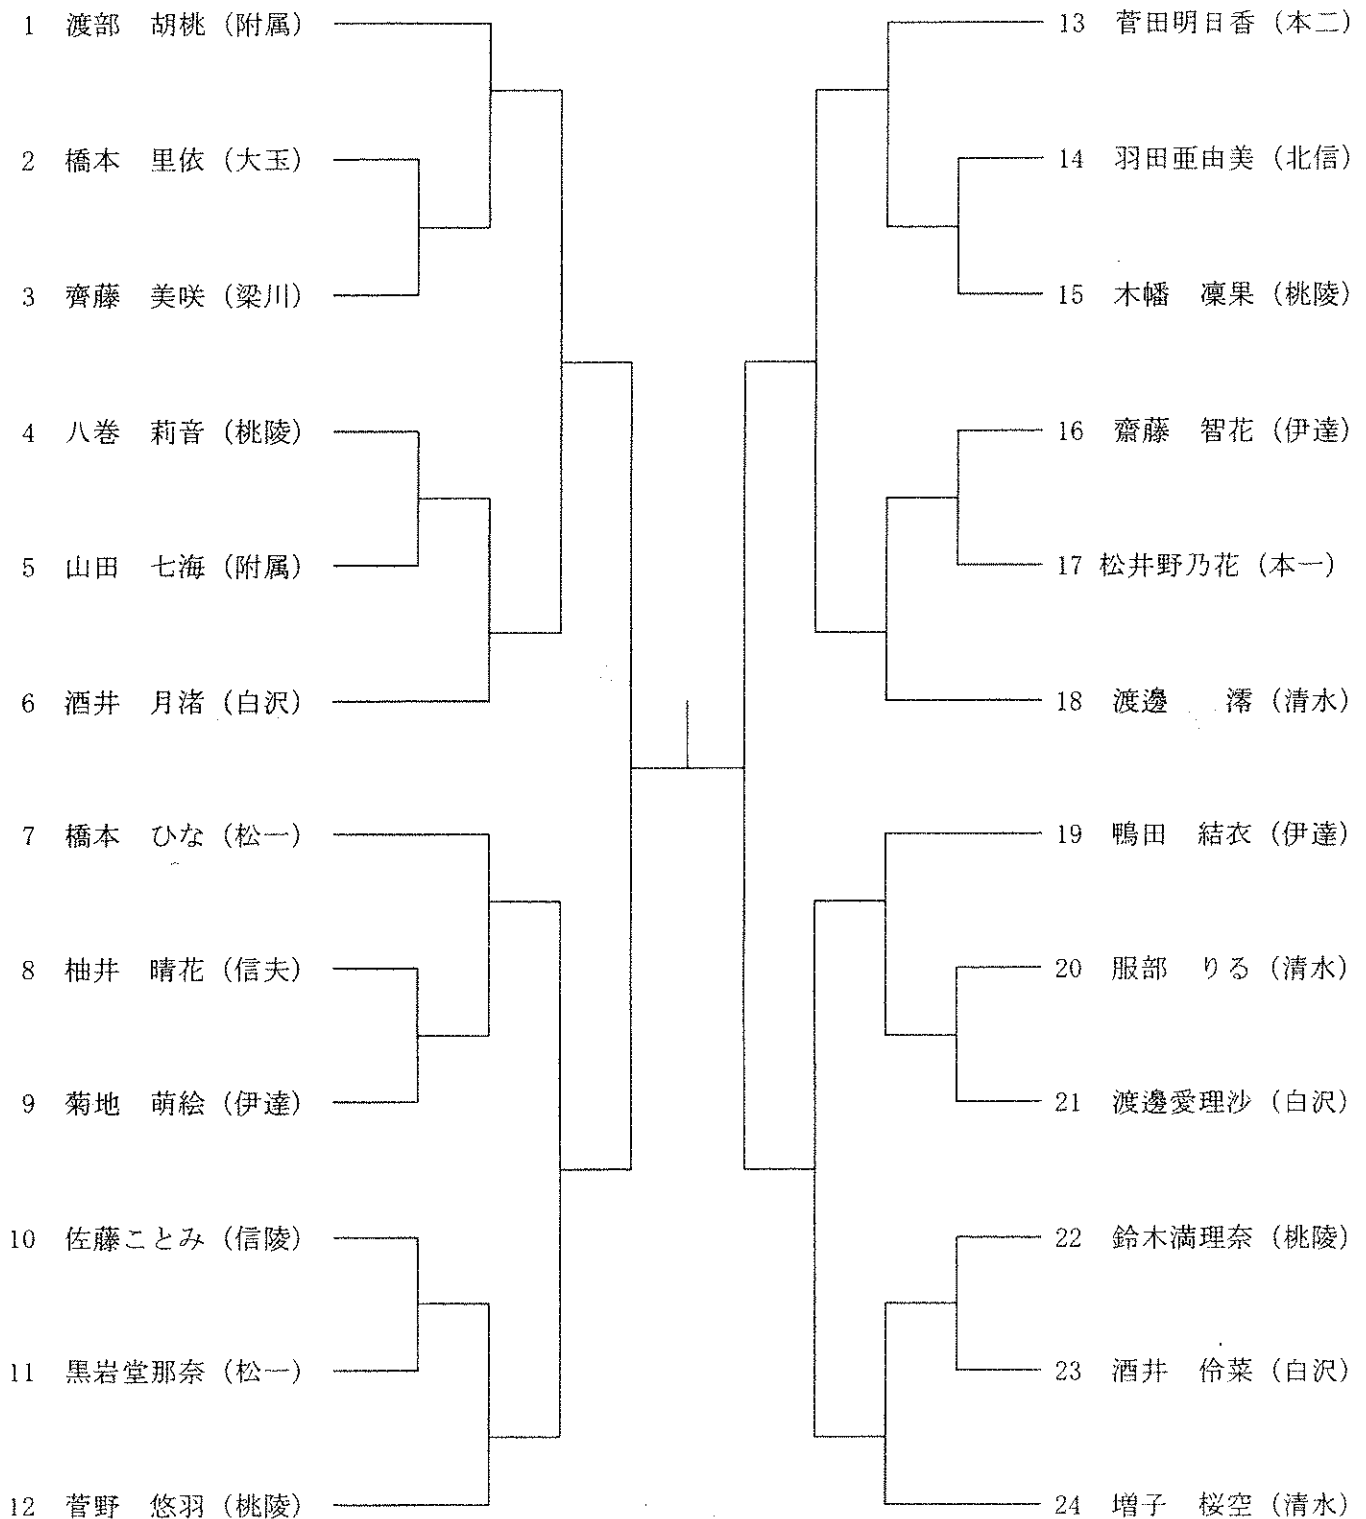 1 渡部 胡桃 (附属)
2 橋本 里依 (大玉)
3 齊藤 美咲 (梁川)
4 八巻 莉音 (桃陵)
5 山田 七海 (附属)
6 酒井 月渚 (白沢)
7 橋本 ひな (松一)
8 柚井 晴花 (信夫)
9 菊地 萌絵 (伊達)
10 佐藤ことみ (信陵)
11 黒岩堂那奈 (松一)
12 菅野 悠羽 (桃陵)
13 菅田明日香 (本二)
14 羽田亜由美 (北信)
15 木幡 凜果 (桃陵)
16 齋藤 智花 (伊達)
17 松井野乃花 (本一)
18 渡邊 澪 (清水)
19 鴨田 結衣 (伊達)
20 服部 りる (清水)
21 渡邊愛理沙 (白沢)
22 鈴木満理奈 (桃陵)
23 酒井 伶菜 (白沢)
24 増子 桜空 (清水)